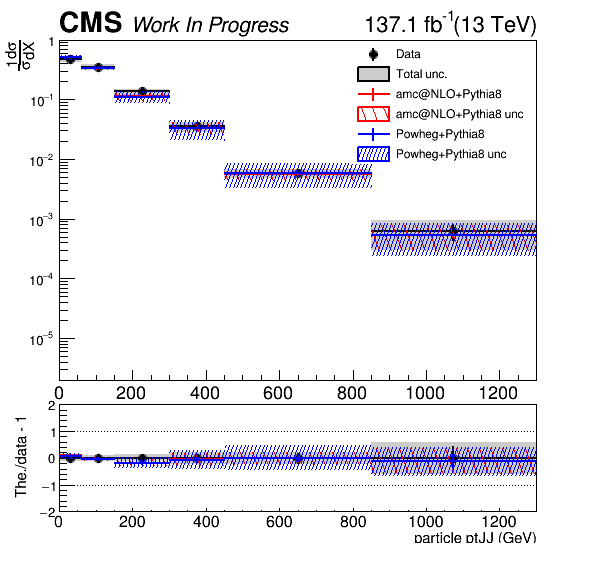 CMS Work In Progress 137.1 fb⁻¹(13 TeV)
1 dσ
σ dX
1
10⁻¹
10⁻²
10⁻³
10⁻⁴
10⁻⁵
Data
Total unc.
amc@NLO+Pythia8
amc@NLO+Pythia8 unc
Powheg+Pythia8
Powheg+Pythia8 unc
0 200 400 600 800 1000 1200
The./data - 1
2
1
0
−1
−2
0 200 400 600 800 1000 1200
particle ptJJ (GeV)